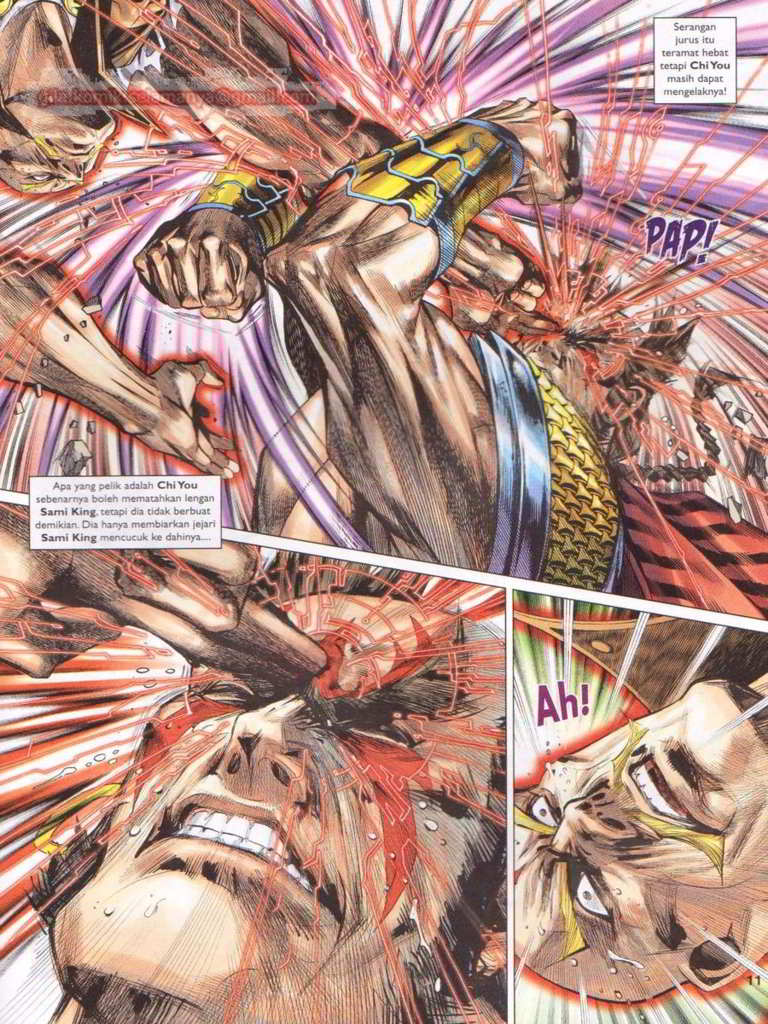 Serangan
jurus itu
teramat hebat
tetapi Chi You
masih dapat
mengelaknya!
PAP!
Apa yang pelik adalah Chi You
sebenarnya boleh mematahkan lengan
Sami King, tetapi dia tidak berbuat
demikian. Dia hanya membiarkan jejari
Sami King mencucuk ke dahinya....
Ah!
11